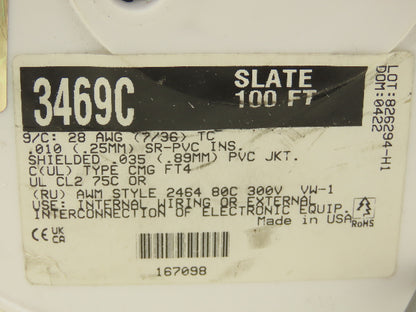 3469C
SLATE
100 FT
9/C: 28 AWG (7/36) TC
.010 (.25MM) SR-PVC INS.
SHIELDED .035 (.89MM) PVC JKT.
C(UL) TYPE CMG FT4
UL CL2 75C OR
(RU) AWM STYLE 2464 80C 300V VW-1
USE: INTERNAL WIRING OR EXTERNAL
INTERCONNECTION OF ELECTRONIC EQUIP.
Made in USA
RoHS
CE UK
CA
167098
LOT:826294-H1
DOM:0422